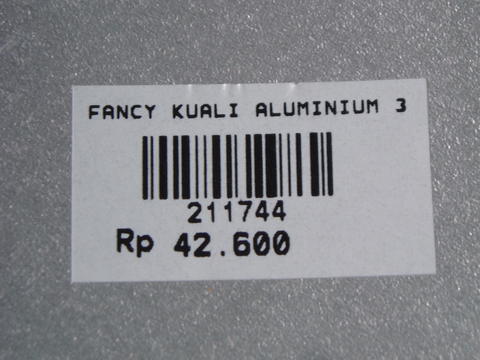 FANCY KUALI ALUMINIUM 3
211744
Rp 42.600